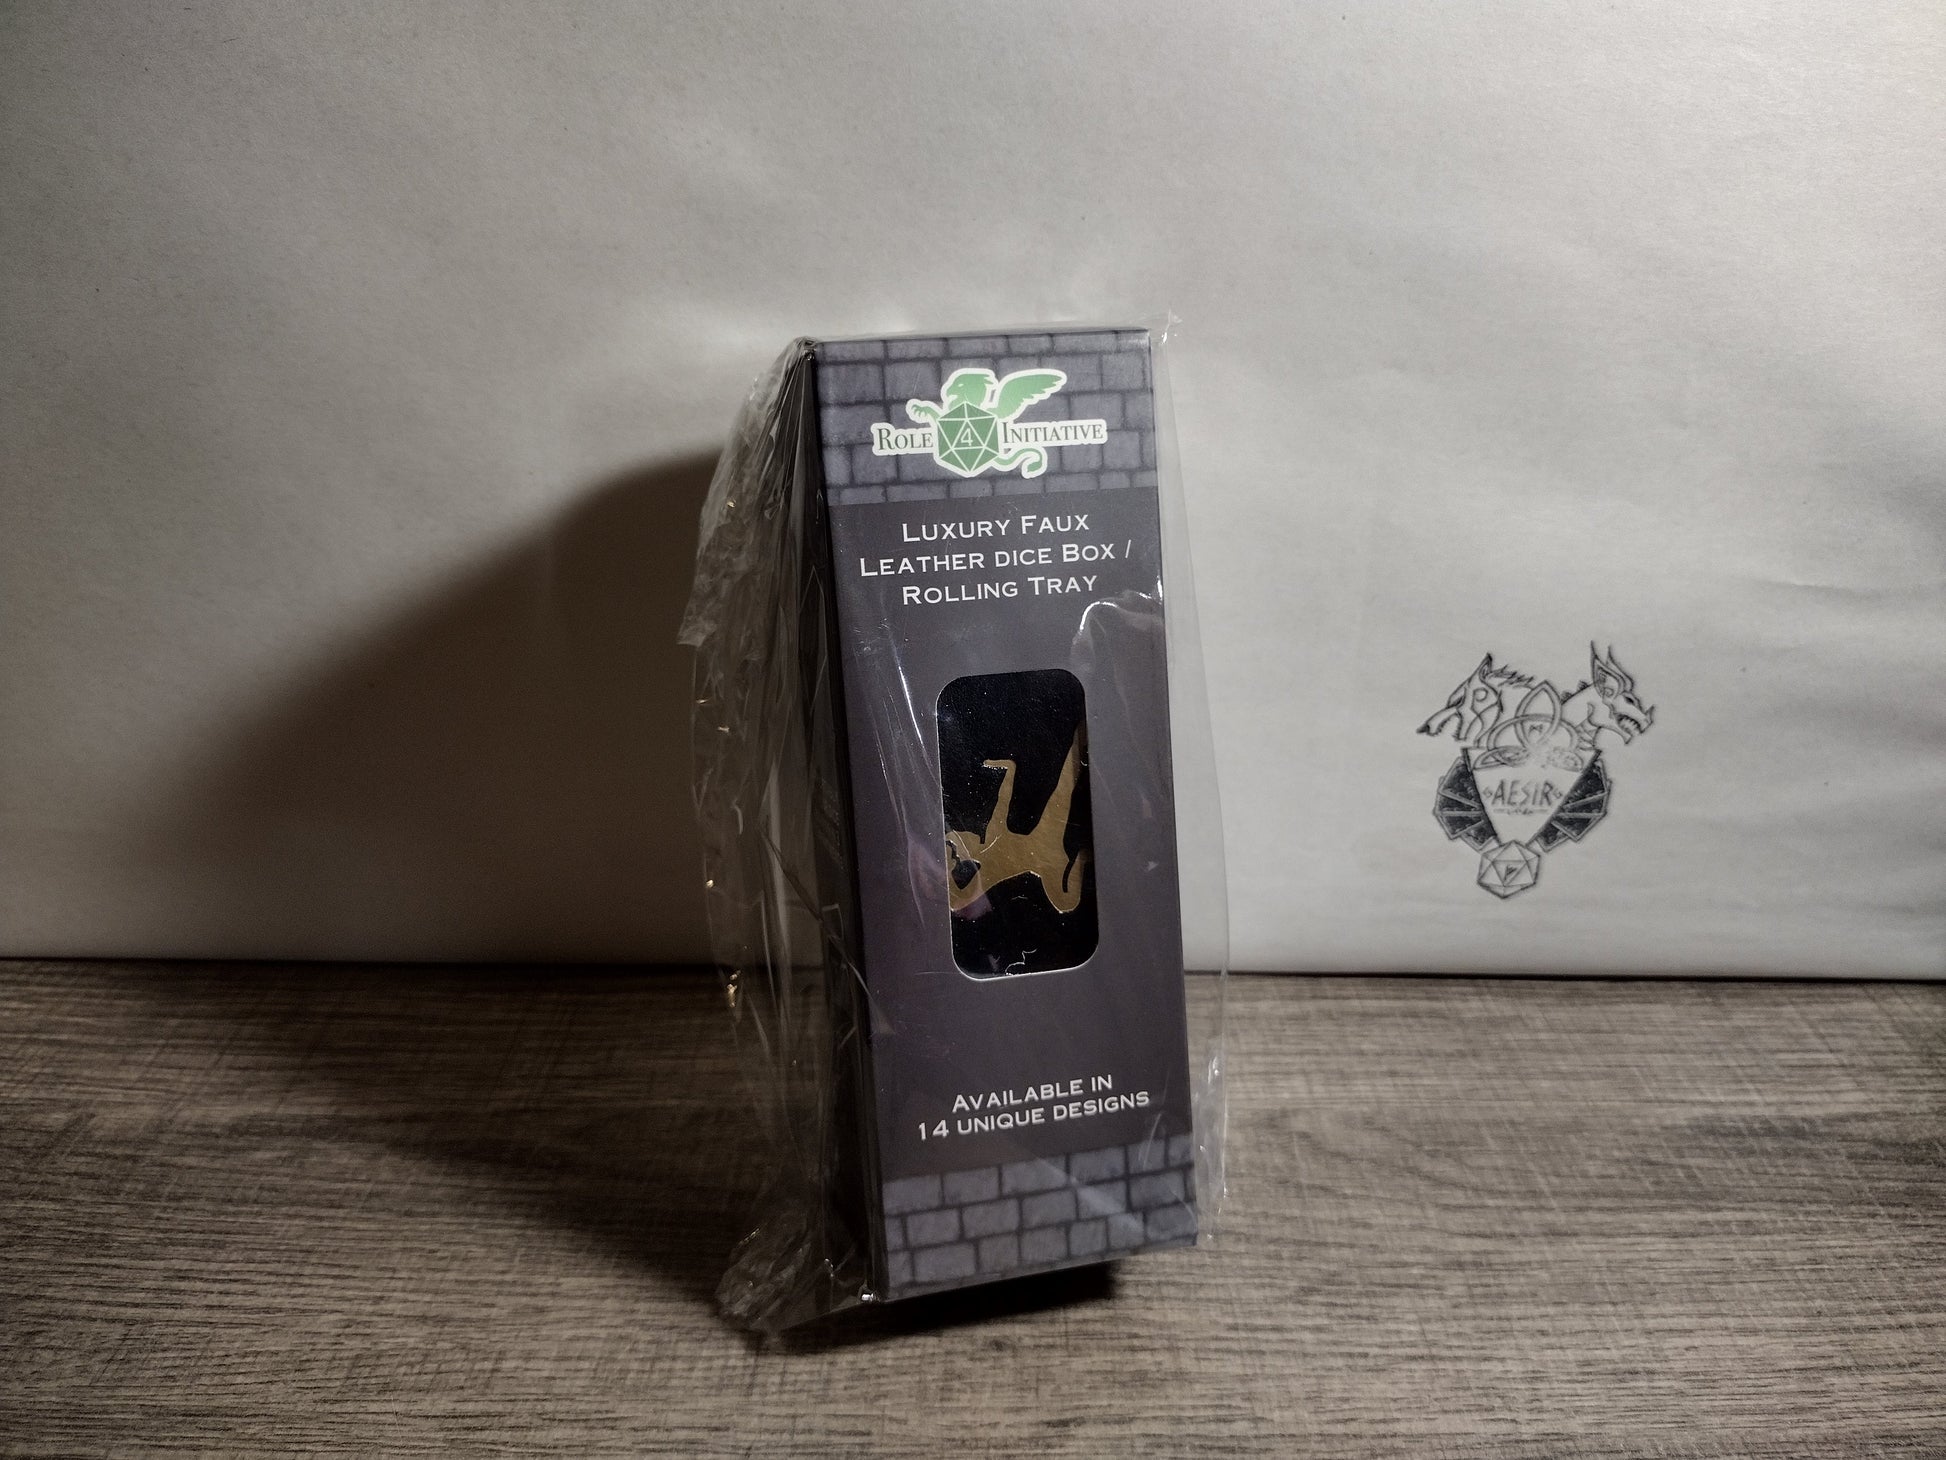 ROLE 4 INITIATIVE
LUXURY FAUX
LEATHER DICE BOX /
ROLLING TRAY
AVAILABLE IN
14 UNIQUE DESIGNS
AESIR